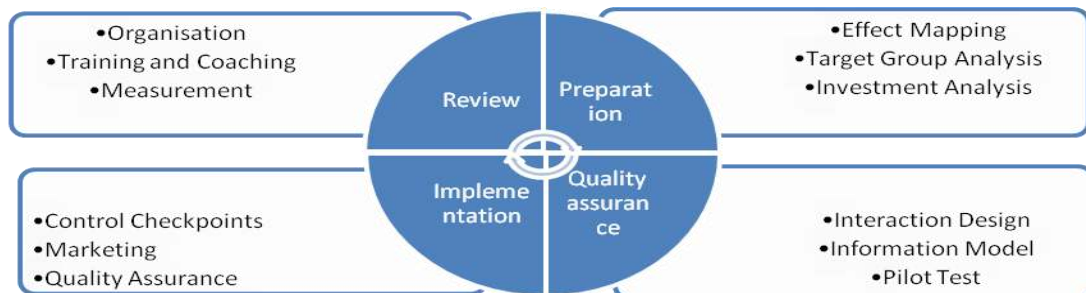 •Organisation
•Training and Coaching
•Measurement
•Effect Mapping
•Target Group Analysis
•Investment Analysis
Review
Preparat
ion
Impleme
ntation
Quality
assuran
ce
•Control Checkpoints
•Marketing
•Quality Assurance
•Interaction Design
•Information Model
•Pilot Test